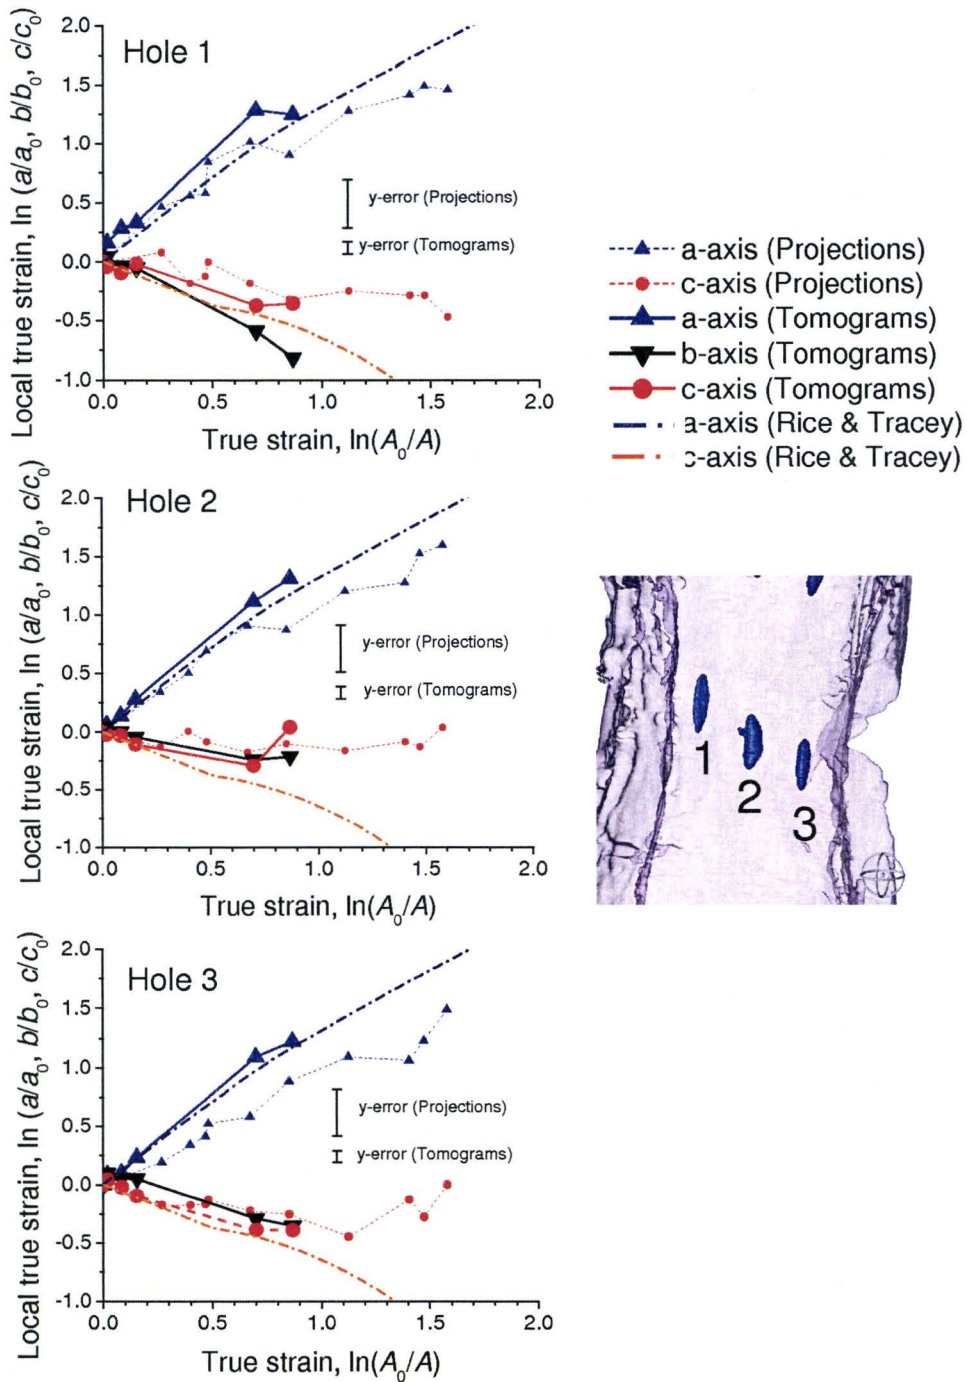 Hole 1
Local true strain, ln (a/a0, b/b0, c/c0)
2.0
1.5
1.0
0.5
0.0
-0.5
-1.0
y-error (Projections)
y-error (Tomograms)
0.0 0.5 1.0 1.5 2.0
True strain, ln(A0/A)
a-axis (Projections)
c-axis (Projections)
a-axis (Tomograms)
b-axis (Tomograms)
c-axis (Tomograms)
a-axis (Rice & Tracey)
c-axis (Rice & Tracey)
Hole 2
Local true strain, ln (a/a0, b/b0, c/c0)
2.0
1.5
1.0
0.5
0.0
-0.5
-1.0
y-error (Projections)
y-error (Tomograms)
0.0 0.5 1.0 1.5 2.0
True strain, ln(A0/A)
1
2
3
Hole 3
Local true strain, ln (a/a0, b/b0, c/c0)
2.0
1.5
1.0
0.5
0.0
-0.5
-1.0
y-error (Projections)
y-error (Tomograms)
0.0 0.5 1.0 1.5 2.0
True strain, ln(A0/A)